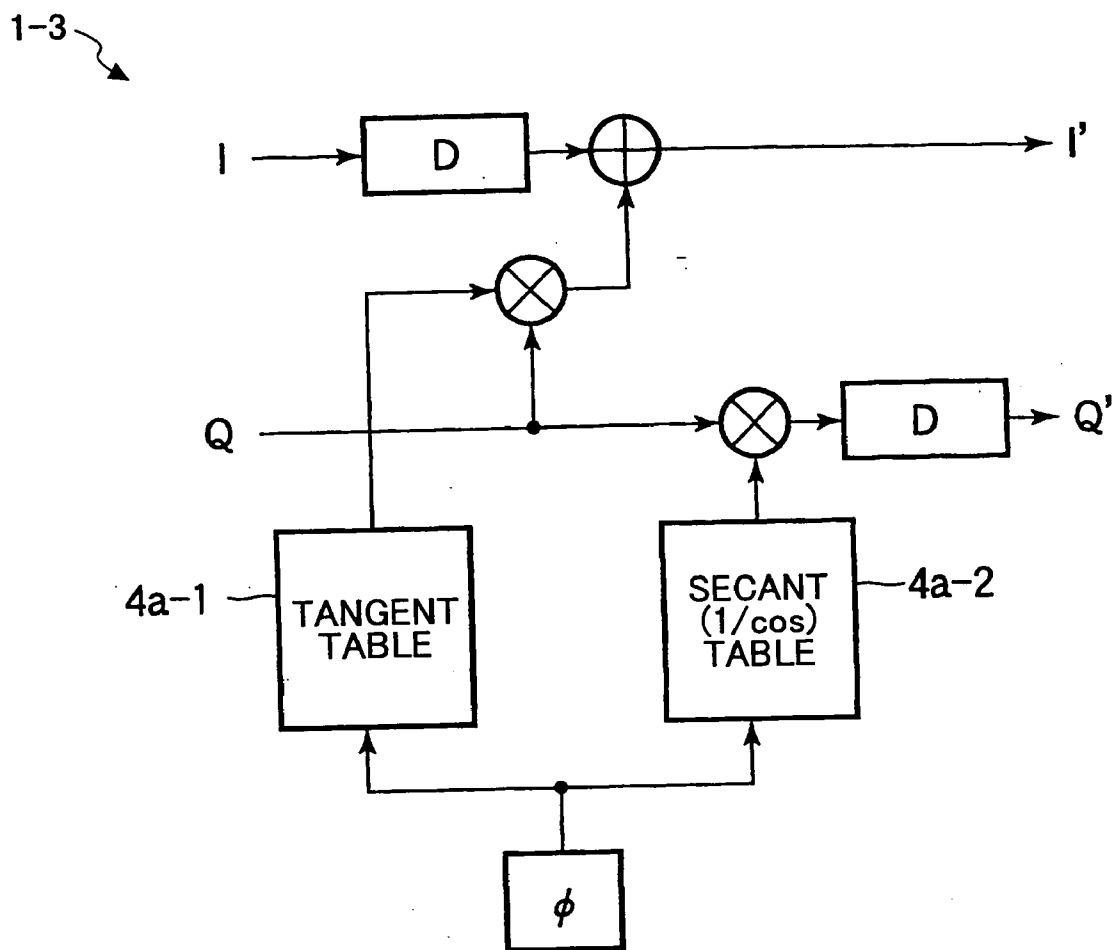 1-3
I
D
I'
Q
D
Q'
4a-1
TANGENT
TABLE
SECANT
(1/cos)
TABLE
4a-2
ϕ